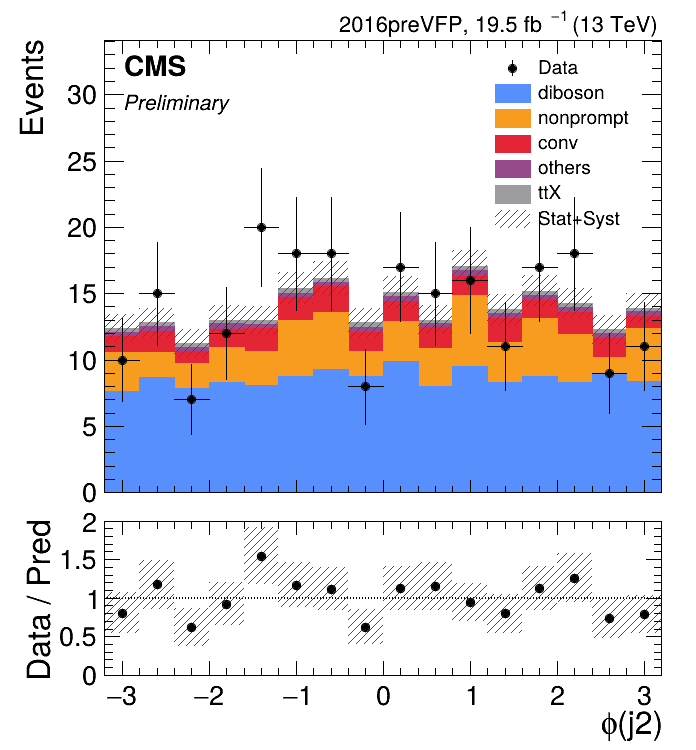 2016preVFP, 19.5 fb⁻¹ (13 TeV)
CMS
Preliminary
Events
Data
diboson
nonprompt
conv
others
ttX
Stat+Syst
30
25
20
15
10
5
0
Data / Pred
2
1.5
1
0.5
0
−3 −2 −1 0 1 2 3
ϕ(j2)